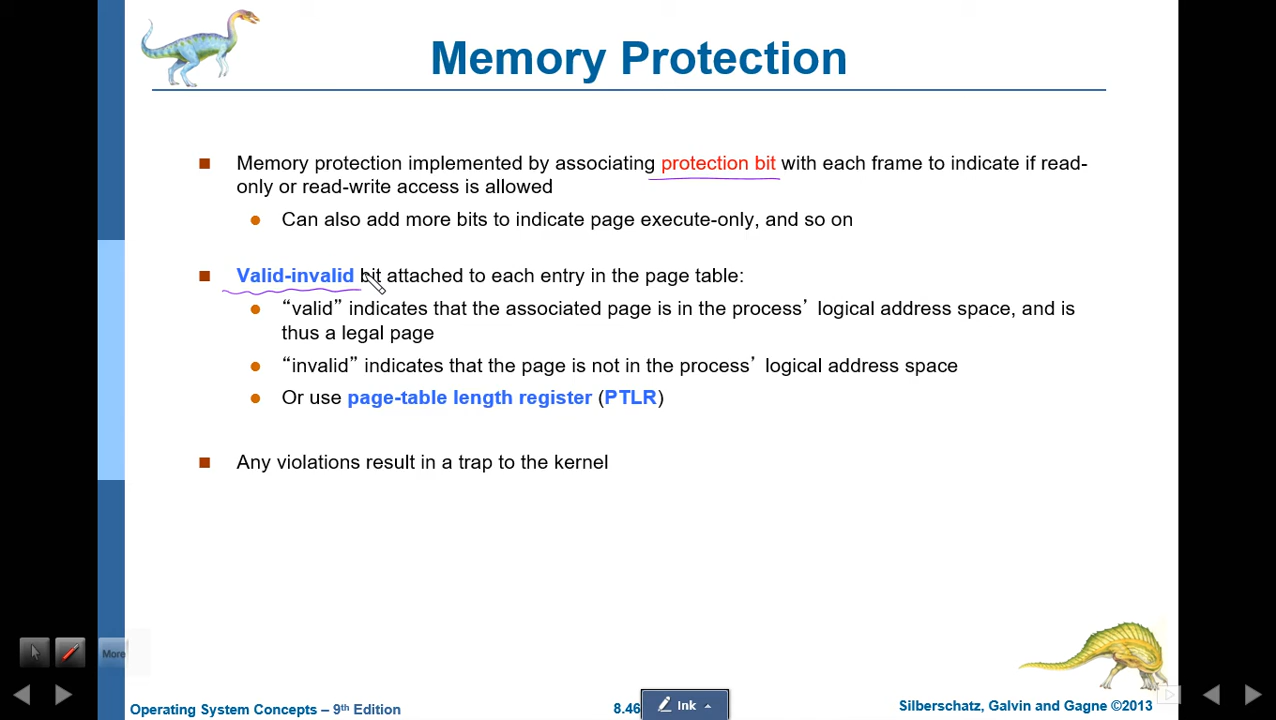 Memory Protection
Memory protection implemented by associating protection bit with each frame to indicate if read-
only or read-write access is allowed
Can also add more bits to indicate page execute-only, and so on
Valid-invalid bit attached to each entry in the page table:
“valid” indicates that the associated page is in the process’ logical address space, and is
thus a legal page
“invalid” indicates that the page is not in the process’ logical address space
Or use page-table length register (PTLR)
Any violations result in a trap to the kernel
More
Operating System Concepts – 9th Edition
8.46
Ink
Silberschatz, Galvin and Gagne ©2013